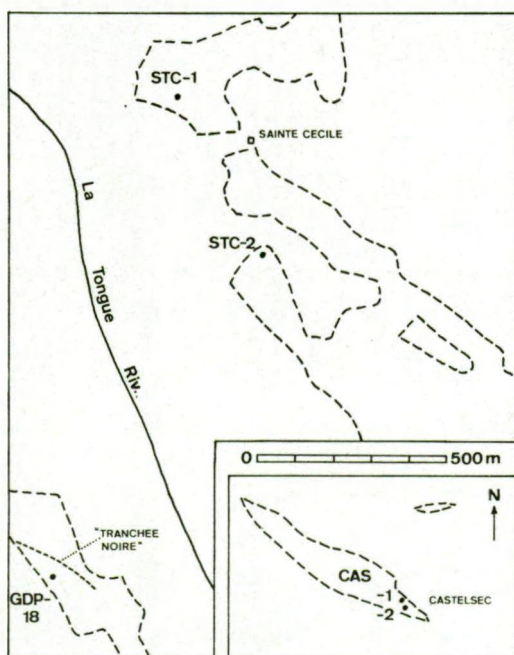 STC-1
SAINTE CECILE
La Tongue Riv.
STC-2
0 500 m
N
"TRANCHEE
NOIRE"
CAS
-1
CASTELSEC
-2
GDP-
18